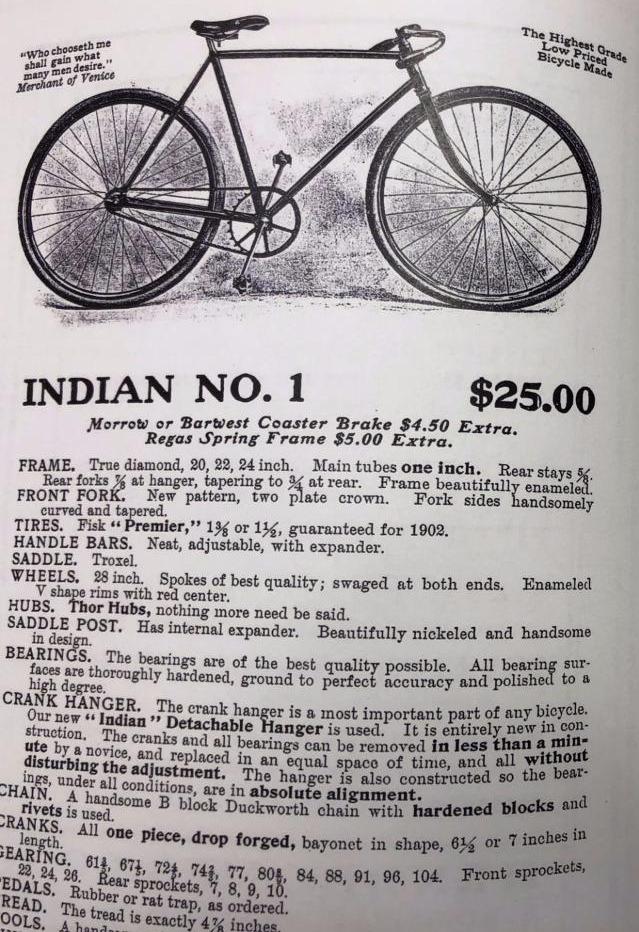 "Who chooseth me
shall gain what
many men desire."
Merchant of Venice
The Highest Grade
Low Priced
Bicycle Made
INDIAN NO. 1 $25.00
Morrow or Barwest Coaster Brake $4.50 Extra.
Regas Spring Frame $5.00 Extra.
FRAME. True diamond, 20, 22, 24 inch. Main tubes one inch. Rear stays ⅝.
Rear forks ⅞ at hanger, tapering to ¾ at rear. Frame beautifully enameled.
FRONT FORK. New pattern, two plate crown. Fork sides handsomely
curved and tapered.
TIRES. Fisk "Premier," 1⅜ or 1½, guaranteed for 1902.
HANDLE BARS. Neat, adjustable, with expander.
SADDLE. Troxel.
WHEELS. 28 inch. Spokes of best quality; swaged at both ends. Enameled
V shape rims with red center.
HUBS. Thor Hubs, nothing more need be said.
SADDLE POST. Has internal expander. Beautifully nickeled and handsome
in design.
BEARINGS. The bearings are of the best quality possible. All bearing sur-
faces are thoroughly hardened, ground to perfect accuracy and polished to a
high degree.
CRANK HANGER. The crank hanger is a most important part of any bicycle.
Our new "Indian" Detachable Hanger is used. It is entirely new in con-
struction. The cranks and all bearings can be removed in less than a min-
ute by a novice, and replaced in an equal space of time, and all without
disturbing the adjustment. The hanger is also constructed so the bear-
ings, under all conditions, are in absolute alignment.
CHAIN. A handsome B block Duckworth chain with hardened blocks and
rivets is used.
CRANKS. All one piece, drop forged, bayonet in shape, 6½ or 7 inches in
length.
GEARING. 77, 84, 88, 91, 96, 104. Front sprockets,
22, 24, 26. Rear sprockets, 7, 8, 9, 10.
PEDALS. Rubber or rat trap, as ordered.
TREAD. The tread is exactly 4⅞ inches.
TOOLS. A